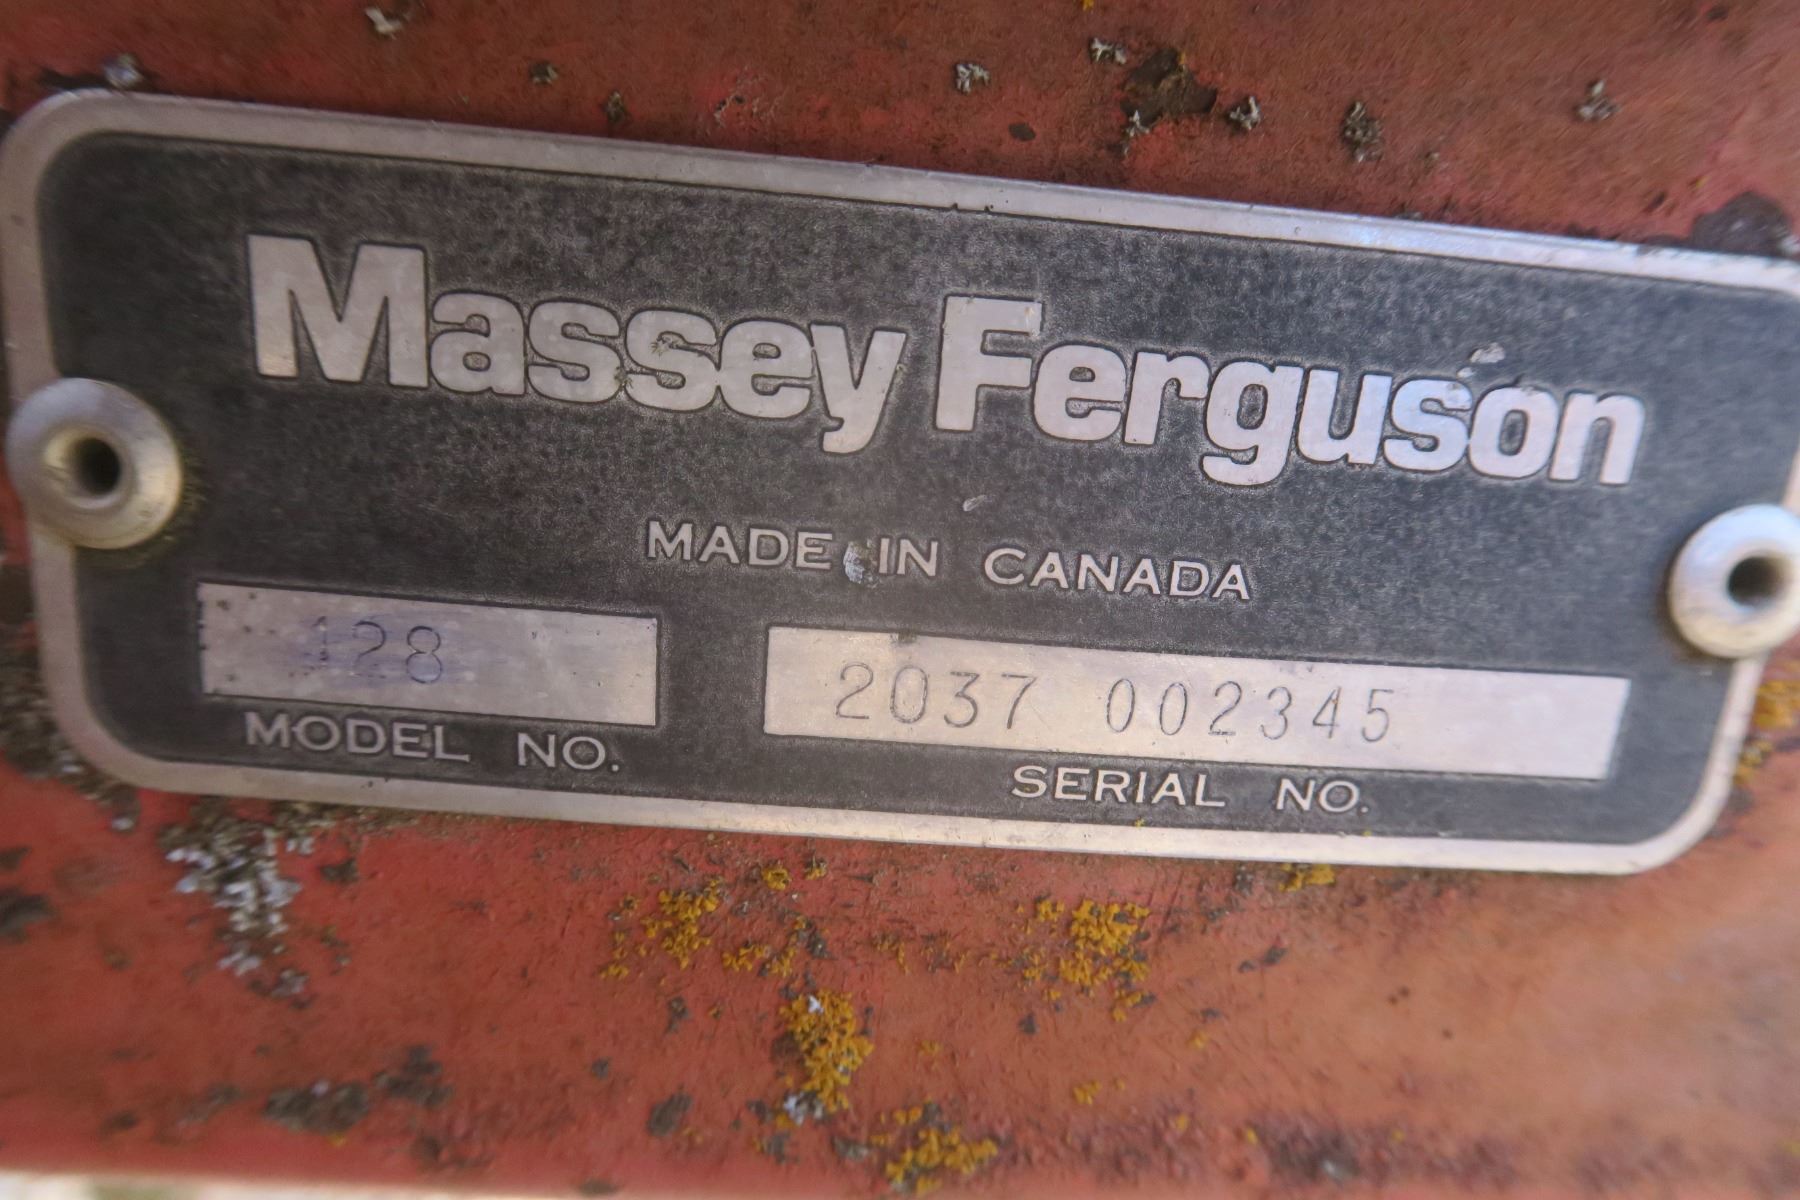 Massey Ferguson
MADE IN CANADA
128
2037 002345
MODEL NO.
SERIAL NO.